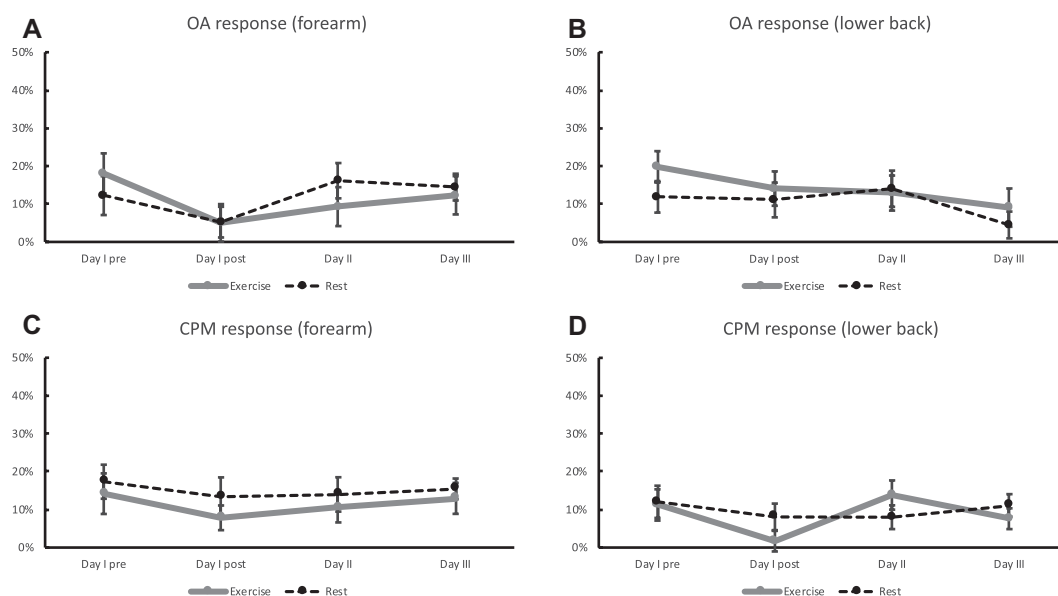 A
OA response (forearm)
50%
40%
30%
20%
10%
0%
Day I pre Day I post Day II Day III
Exercise Rest
B
OA response (lower back)
50%
40%
30%
20%
10%
0%
Day I pre Day I post Day II Day III
Exercise Rest
C
CPM response (forearm)
50%
40%
30%
20%
10%
0%
Day I pre Day I post Day II Day III
Exercise Rest
D
CPM response (lower back)
50%
40%
30%
20%
10%
0%
Day I pre Day I post Day II Day III
Exercise Rest